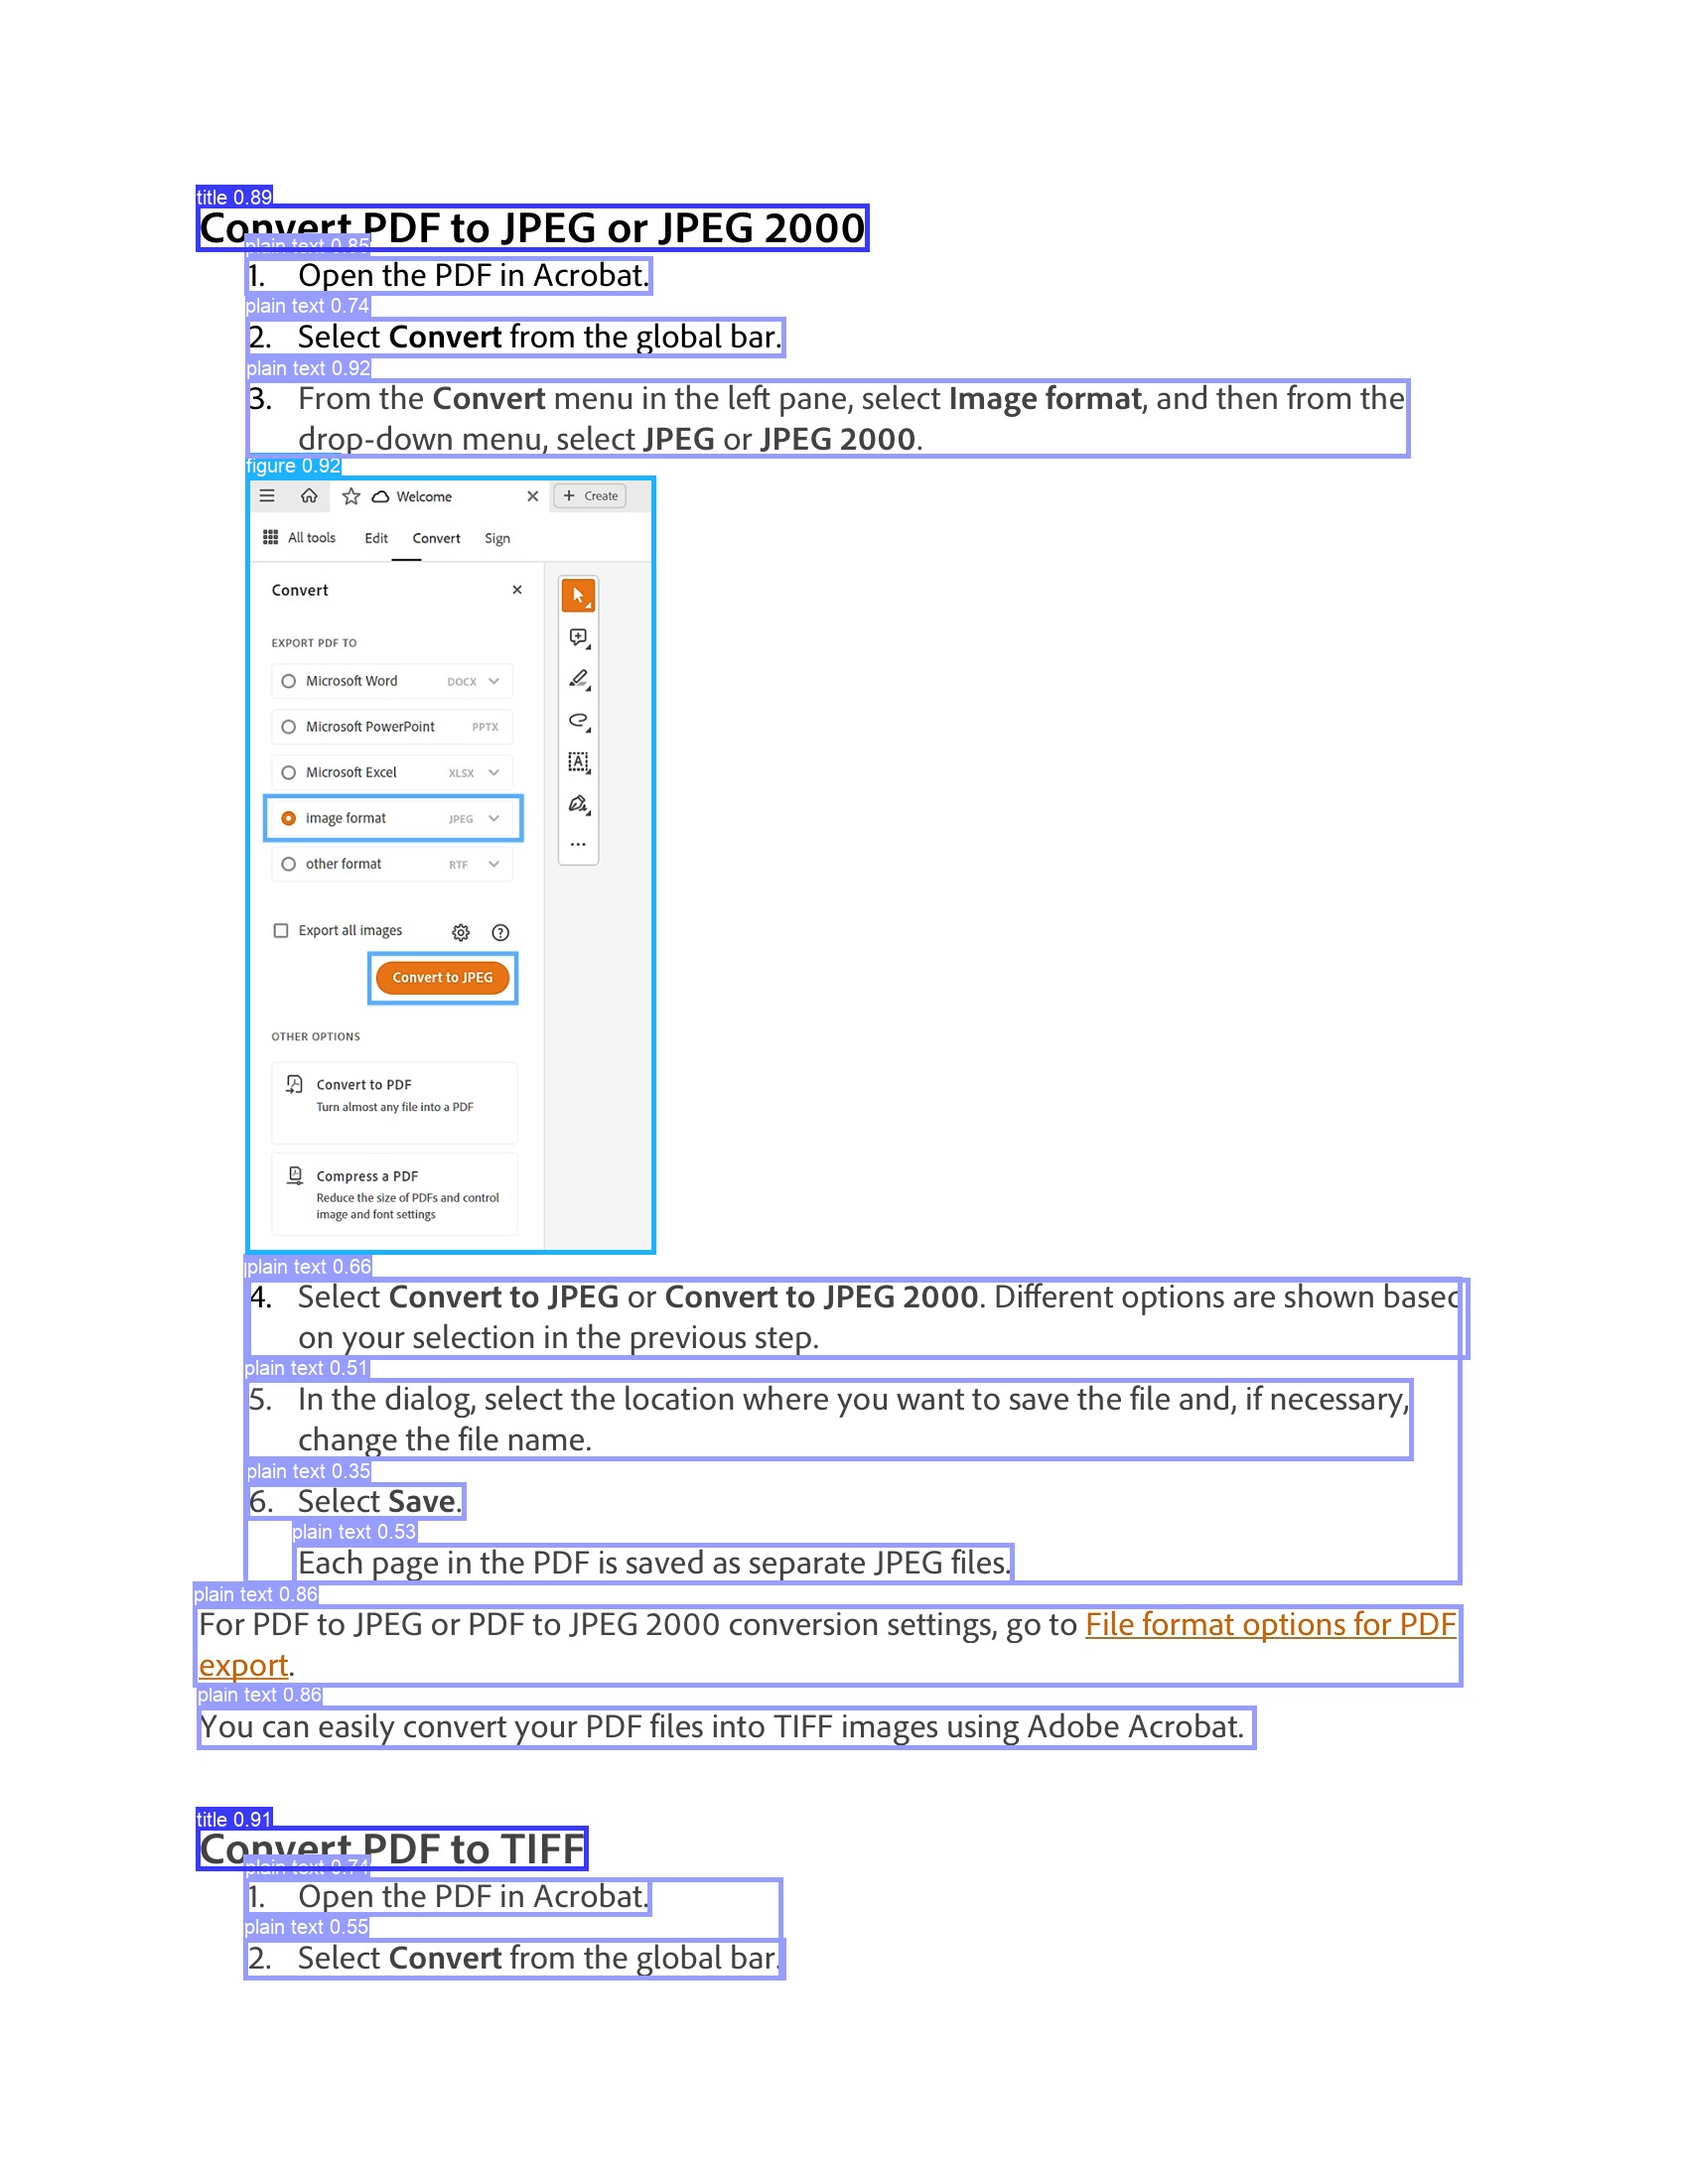 title 0.89
Convert PDF to JPEG or JPEG 2000
plain text 0.85
1. Open the PDF in Acrobat.
plain text 0.74
2. Select Convert from the global bar.
plain text 0.92
3. From the Convert menu in the left pane, select Image format, and then from the
drop-down menu, select JPEG or JPEG 2000.
figure 0.92
Welcome
Create
All tools Edit Convert Sign
Convert
EXPORT PDF TO
Microsoft Word DOCX
Microsoft PowerPoint PPTX
Microsoft Excel XLSX
image format JPEG
other format RTF
Export all images
Convert to JPEG
OTHER OPTIONS
Convert to PDF
Turn almost any file into a PDF
Compress a PDF
Reduce the size of PDFs and control
image and font settings
plain text 0.66
4. Select Convert to JPEG or Convert to JPEG 2000. Different options are shown based
on your selection in the previous step.
plain text 0.51
5. In the dialog, select the location where you want to save the file and, if necessary,
change the file name.
plain text 0.35
6. Select Save.
plain text 0.53
Each page in the PDF is saved as separate JPEG files.
plain text 0.86
For PDF to JPEG or PDF to JPEG 2000 conversion settings, go to File format options for PDF
export.
plain text 0.86
You can easily convert your PDF files into TIFF images using Adobe Acrobat.
title 0.91
Convert PDF to TIFF
plain text 0.74
1. Open the PDF in Acrobat.
plain text 0.55
2. Select Convert from the global bar.